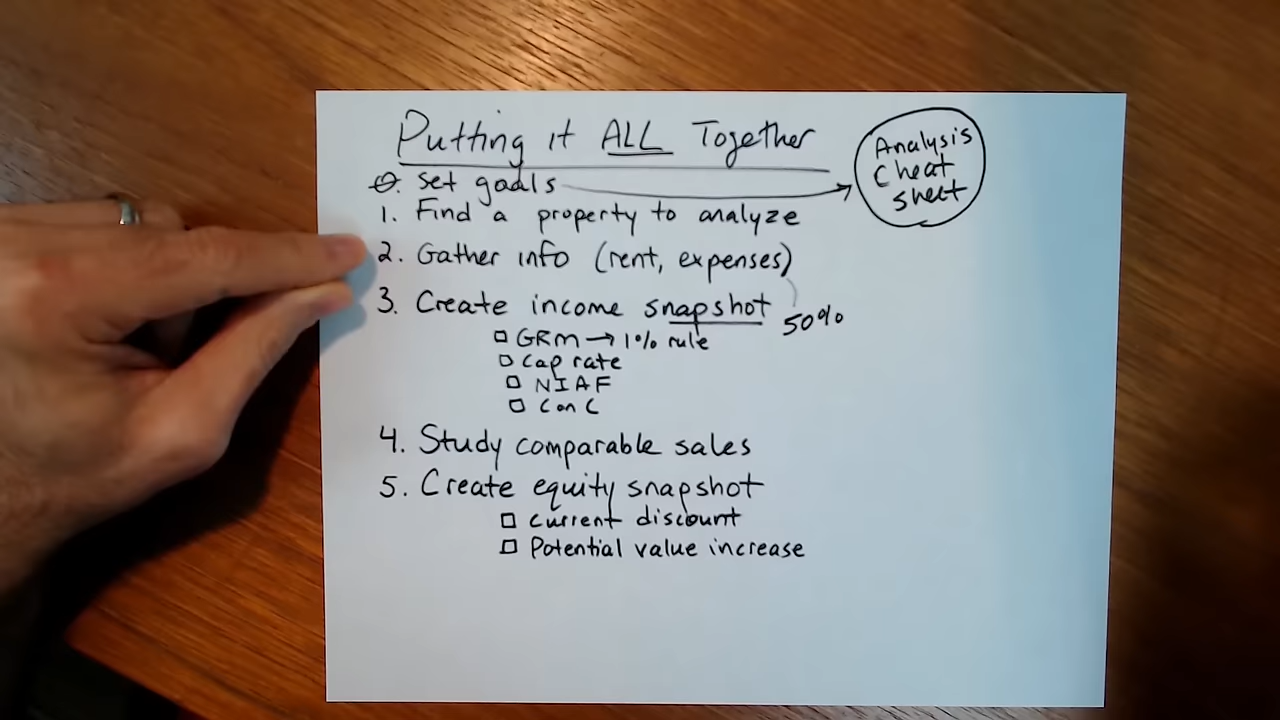 Putting it ALL Together
0. Set goals
Analysis
Cheat
Sheet
1. Find a property to analyze
2. Gather info (rent, expenses)
50%
3. Create income snapshot
GRM → 1% rule
Cap rate
NIAF
Con C
4. Study comparable sales
5. Create equity snapshot
Current discount
Potential value increase